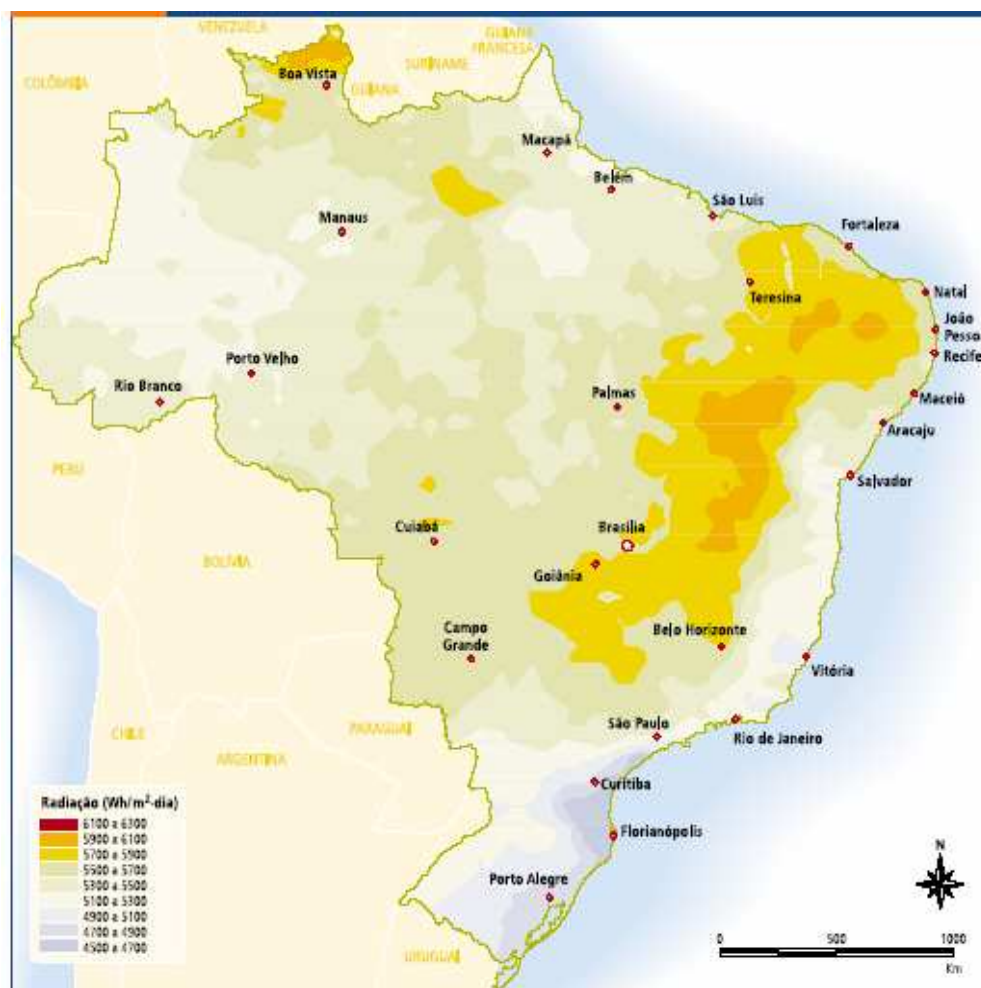 VENEZUELA
GUIANA
FRANCESA
SURINAME
COLÔMBIA
Boa Vista
GUIANA
Macapá
Belém
São Luis
Manaus
Fortaleza
Teresina
Natal
João
Pesso
Porto Velho
Recife
Rio Branco
Palmas
Maceió
Aracaju
PERU
Salvador
Cuiabá
Brasília
BOLÍVIA
Goiânia
Campo
Grande
Belo Horizonte
Vitória
CHILE
PARAGUAI
São Paulo
Rio de Janeiro
ARGENTINA
Curitiba
Radiação (Wh/m²-dia)
6100 a 6300
5900 a 6100
5700 a 5900
5500 a 5700
5300 a 5500
5100 a 5300
4900 a 5100
4700 a 4900
4500 a 4700
Florianópolis
Porto Alegre
N
URUGUAI
0 500 1000
Km